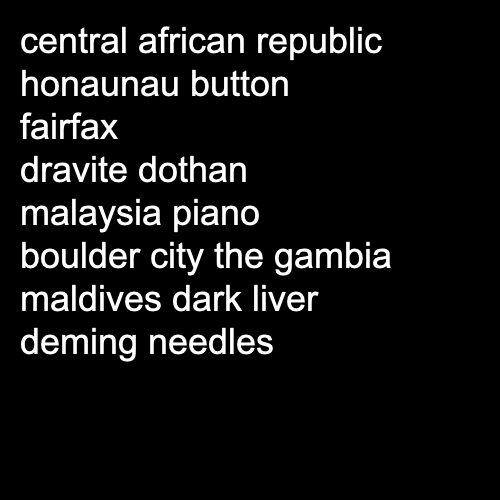 central african republic
honaunau button
fairfax
dravite dothan
malaysia piano
boulder city the gambia
maldives dark liver
deming needles